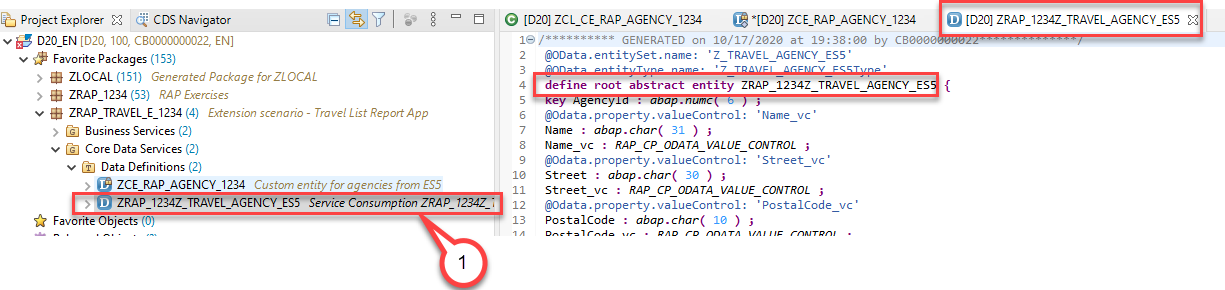 Project Explorer
CDS Navigator
D20_EN [D20, 100, CB0000000022, EN]
Favorite Packages (153)
ZLOCAL (151) Generated Package for ZLOCAL
ZRAP_1234 (53) RAP Exercises
ZRAP_TRAVEL_E_1234 (4) Extension scenario - Travel List Report App
Business Services (2)
Core Data Services (2)
Data Definitions (2)
ZCE_RAP_AGENCY_1234 Custom entity for agencies from ES5
ZRAP_1234Z_TRAVEL_AGENCY_ES5 Service Consumption ZRAP_1234Z_
Favorite Objects (0)
1
[D20] ZCL_CE_RAP_AGENCY_1234
*[D20] ZCE_RAP_AGENCY_1234
[D20] ZRAP_1234Z_TRAVEL_AGENCY_ES5
1 /********** GENERATED on 10/17/2020 at 19:38:00 by CB0000000022**************/
2 @OData.entitySet.name: 'Z_TRAVEL_AGENCY_ES5'
3 @OData.entityType.name: 'Z_TRAVEL_AGENCY_ES5Type'
4 define root abstract entity ZRAP_1234Z_TRAVEL_AGENCY_ES5 {
5 key AgencyId : abap.numc( 6 ) ;
6 @Odata.property.valueControl: 'Name_vc'
7 Name : abap.char( 31 ) ;
8 Name_vc : RAP_CP_ODATA_VALUE_CONTROL ;
9 @Odata.property.valueControl: 'Street_vc'
10 Street : abap.char( 30 ) ;
11 Street_vc : RAP_CP_ODATA_VALUE_CONTROL ;
12 @Odata.property.valueControl: 'PostalCode_vc'
13 PostalCode : abap.char( 10 ) ;
14 PostalCode_vc : RAP_CP_ODATA_VALUE_CONTROL ;